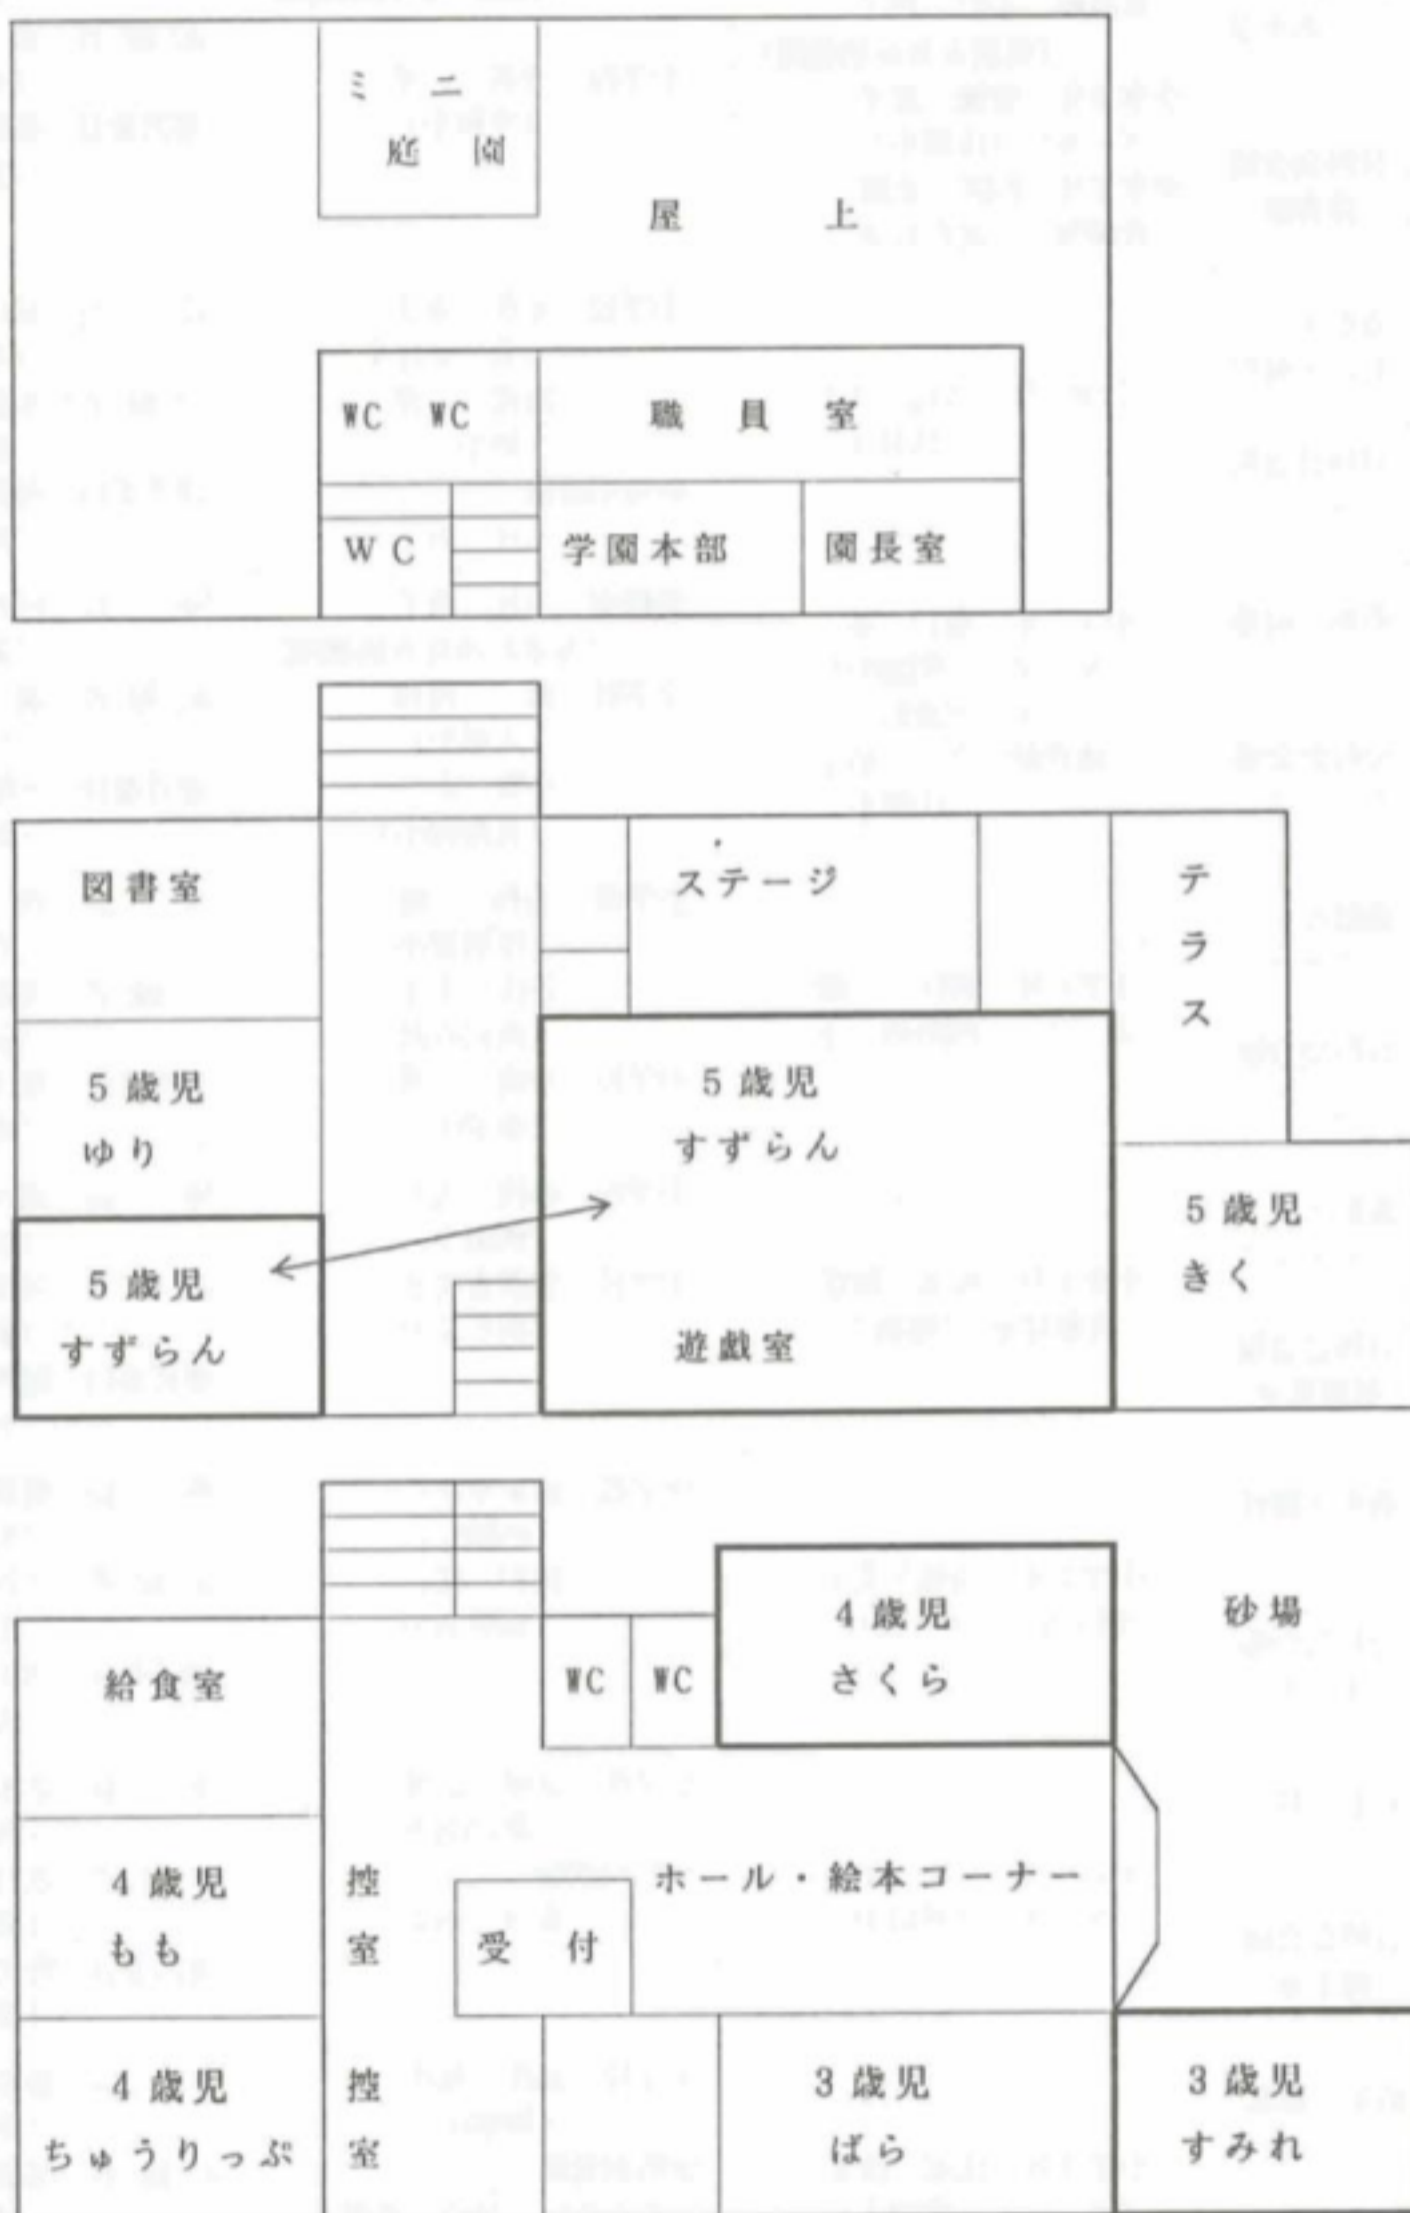 ミニ
庭園
屋上
WC WC 職員室
WC 学園本部 園長室
図書室
ステージ
テラス
5歳児
ゆり
5歳児
すずらん
5歳児
きく
5歳児
すずらん
遊戯室
4歳児
さくら
砂場
給食室
WC WC
4歳児
もも
控室
ホール・絵本コーナー
受付
4歳児
ちゅうりっぷ
控室
3歳児
ばら
3歳児
すみれ